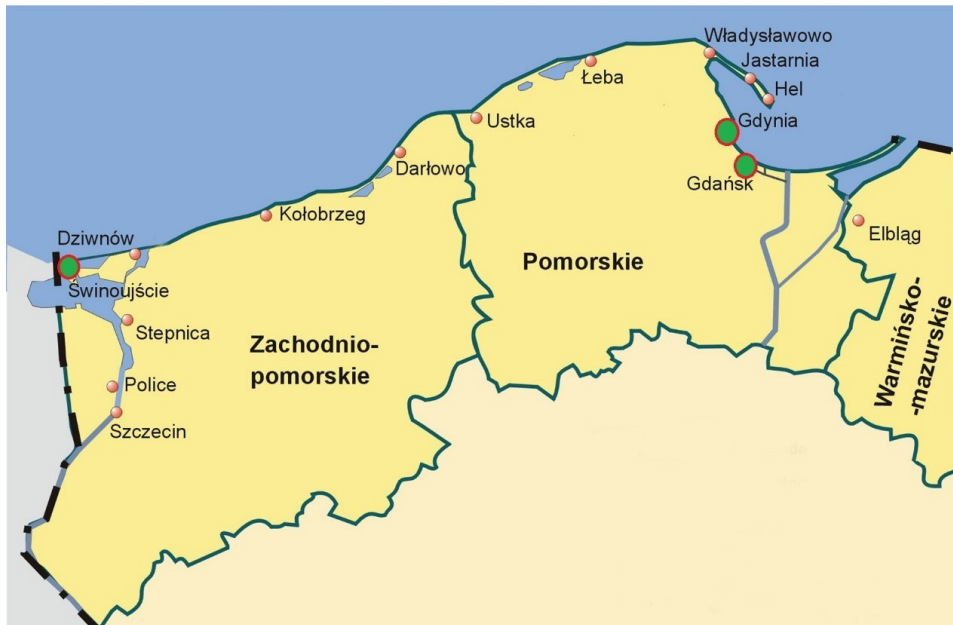 Władysławowo
Jastarnia
Hel
Łeba
Gdynia
Ustka
Darłowo
Gdańsk
Kołobrzeg
Dziwnów
Elbląg
Świnoujście
Pomorskie
Stepnica
Zachodnio-
pomorskie
Warmińsko-
-mazurskie
Police
Szczecin